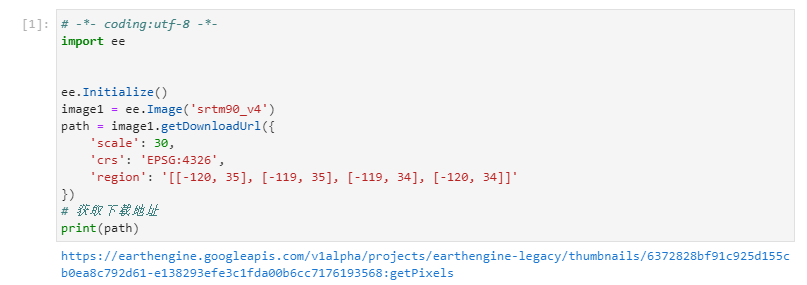 [1]: # -*- coding:utf-8 -*-
import ee
ee.Initialize()
image1 = ee.Image('srtm90_v4')
path = image1.getDownloadUrl({
    'scale': 30,
    'crs': 'EPSG:4326',
    'region': '[[-120, 35], [-119, 35], [-119, 34], [-120, 34]]'
})
# 获取下载地址
print(path)
https://earthengine.googleapis.com/v1alpha/projects/earthengine-legacy/thumbnails/6372828bf91c925d155c
b0ea8c792d61-e138293efe3c1fda00b6cc7176193568:getPixels